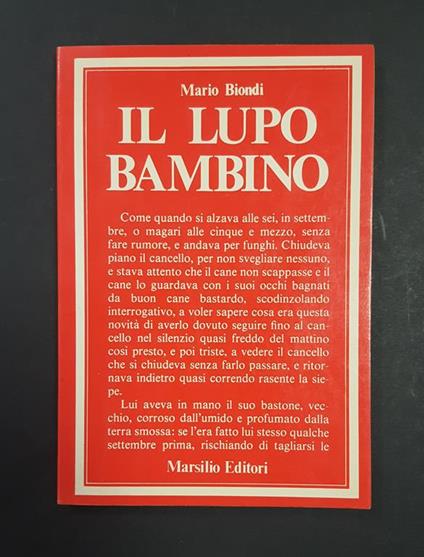 Mario Biondi
IL LUPO
BAMBINO
Come quando si alzava alle sei, in settem-
bre, o magari alle cinque e mezzo, senza
fare rumore, e andava per funghi. Chiudeva
piano il cancello, per non svegliare nessuno,
e stava attento che il cane non scappasse e il
cane lo guardava con i suoi occhi bagnati
da buon cane bastardo, scodinzolando
interrogativo, a voler sapere cosa era questa
novità di averlo dovuto seguire fino al can-
cello nel silenzio quasi freddo del mattino
così presto, e poi triste, a vedere il cancello
che si chiudeva senza farlo passare, e ritor-
nava indietro quasi correndo rasente la sie-
pe.
Lui aveva in mano il suo bastone, vec-
chio, corroso dall'umido e profumato dalla
terra smossa: se l'era fatto lui stesso qualche
settembre prima, rischiando di tagliarsi le
Marsilio Editori